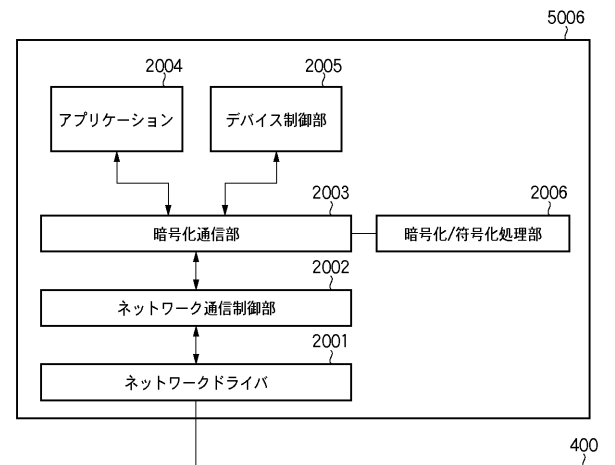 5006
2004
2005
アプリケーション
デバイス制御部
2003
2006
暗号化通信部
暗号化/符号化処理部
2002
ネットワーク通信制御部
2001
ネットワークドライバ
400